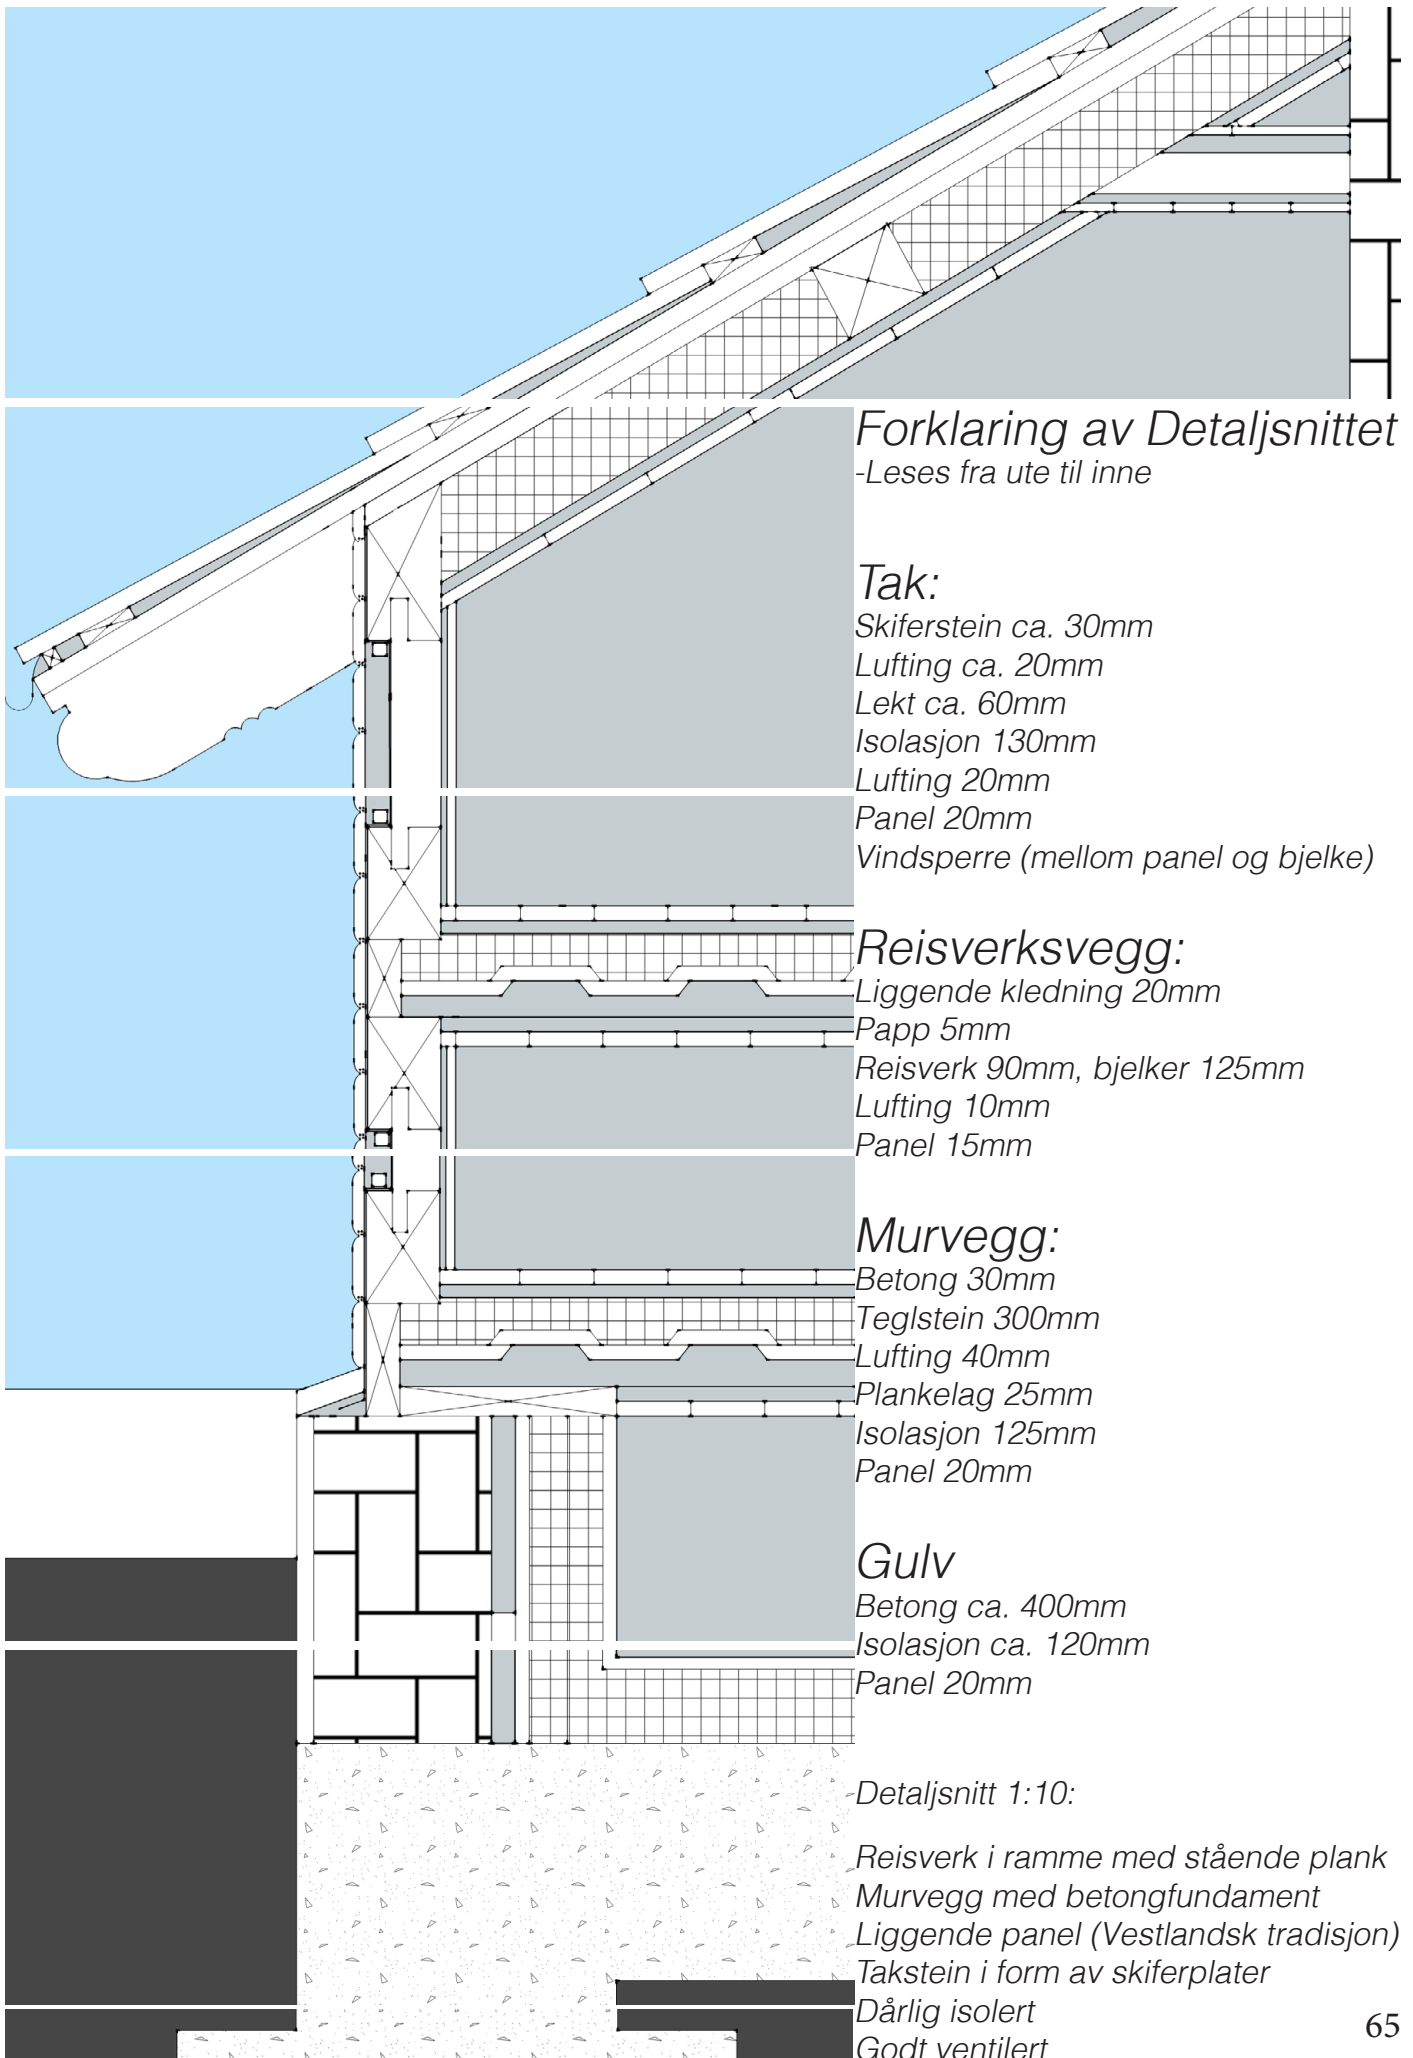 Forklaring av Detaljsnittet
-Leses fra ute til inne
Tak:
Skiferstein ca. 30mm
Lufting ca. 20mm
Lekt ca. 60mm
Isolasjon 130mm
Lufting 20mm
Panel 20mm
Vindsperre (mellom panel og bjelke)
Reisverksvegg:
Liggende kledning 20mm
Papp 5mm
Reisverk 90mm, bjelker 125mm
Lufting 10mm
Panel 15mm
Murvegg:
Betong 30mm
Teglstein 300mm
Lufting 40mm
Plankelag 25mm
Isolasjon 125mm
Panel 20mm
Gulv
Betong ca. 400mm
Isolasjon ca. 120mm
Panel 20mm
Detaljsnitt 1:10:
Reisverk i ramme med stående plank
Murvegg med betongfundament
Liggende panel (Vestlandsk tradisjon)
Takstein i form av skiferplater
Dårlig isolert
Godt ventilert
65